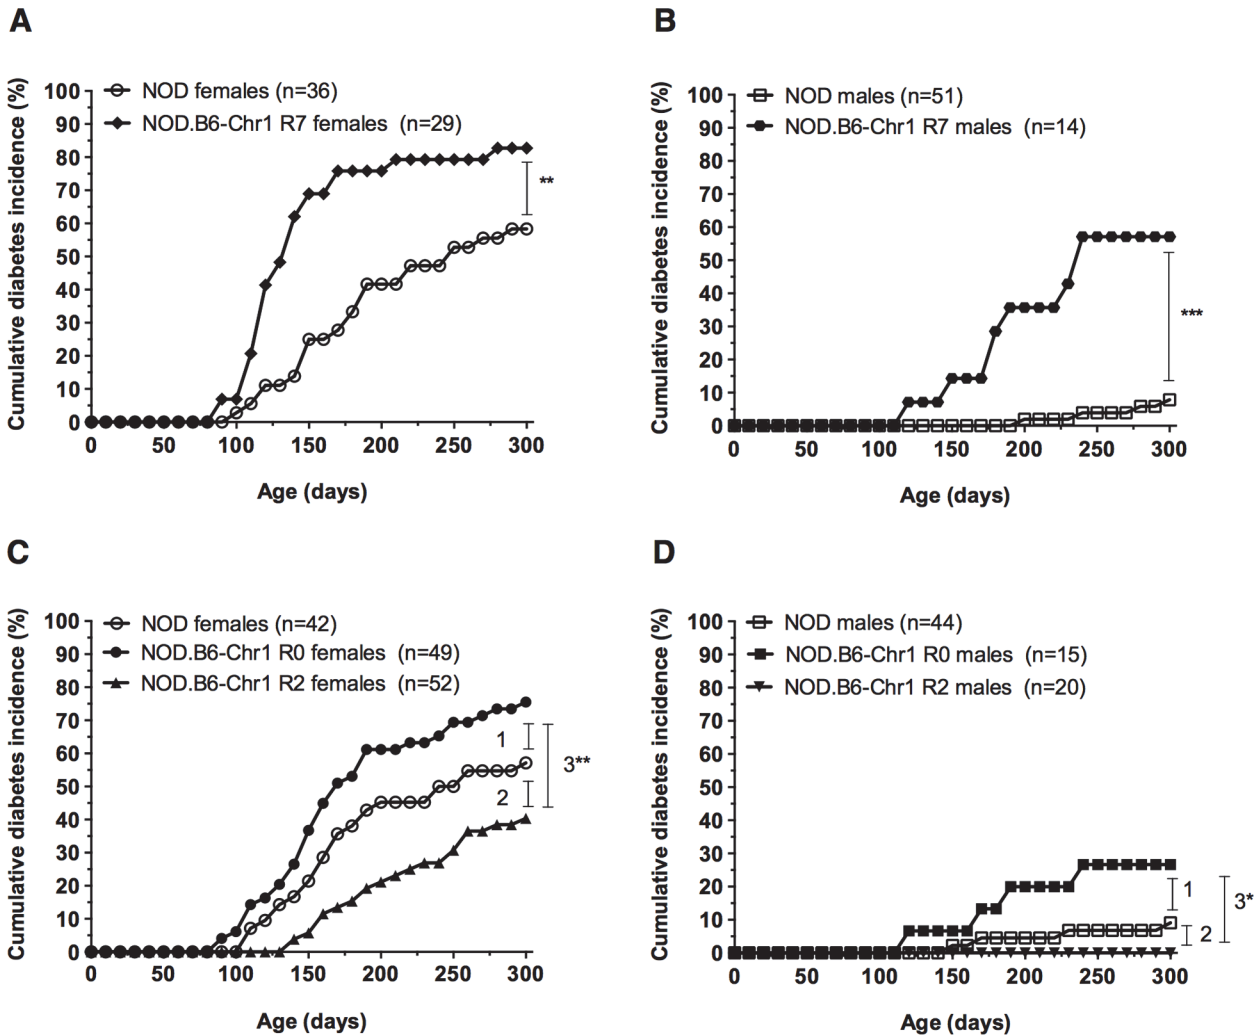 A
Cumulative diabetes incidence (%)
NOD females (n=36)
NOD.B6-Chr1 R7 females (n=29)
100
90
80
70
60
50
40
30
20
10
0
**
0 50 100 150 200 250 300
Age (days)
B
Cumulative diabetes incidence (%)
NOD males (n=51)
NOD.B6-Chr1 R7 males (n=14)
100
90
80
70
60
50
40
30
20
10
0
***
0 50 100 150 200 250 300
Age (days)
C
Cumulative diabetes incidence (%)
NOD females (n=42)
NOD.B6-Chr1 R0 females (n=49)
NOD.B6-Chr1 R2 females (n=52)
100
90
80
70
60
50
40
30
20
10
0
1
2
3**
0 50 100 150 200 250 300
Age (days)
D
Cumulative diabetes incidence (%)
NOD males (n=44)
NOD.B6-Chr1 R0 males (n=15)
NOD.B6-Chr1 R2 males (n=20)
100
90
80
70
60
50
40
30
20
10
0
1
2
3*
0 50 100 150 200 250 300
Age (days)